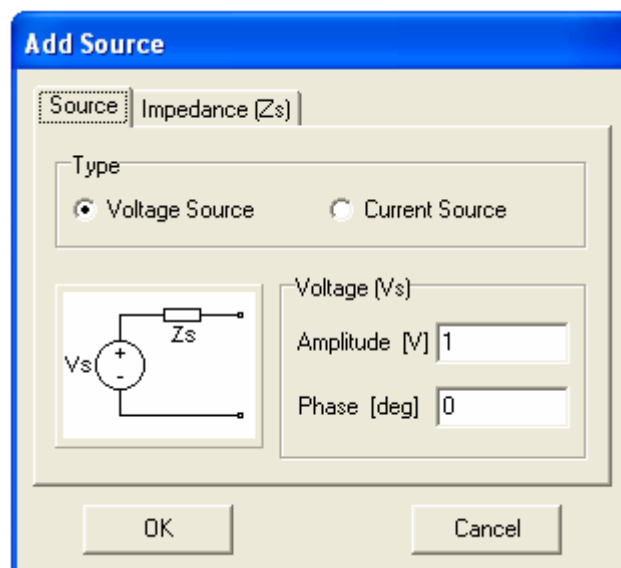 Add Source
Source Impedance (Zs)
Type
Voltage Source Current Source
Voltage (Vs)
Zs
Vs
+
-
Amplitude [V] 1
Phase [deg] 0
OK Cancel